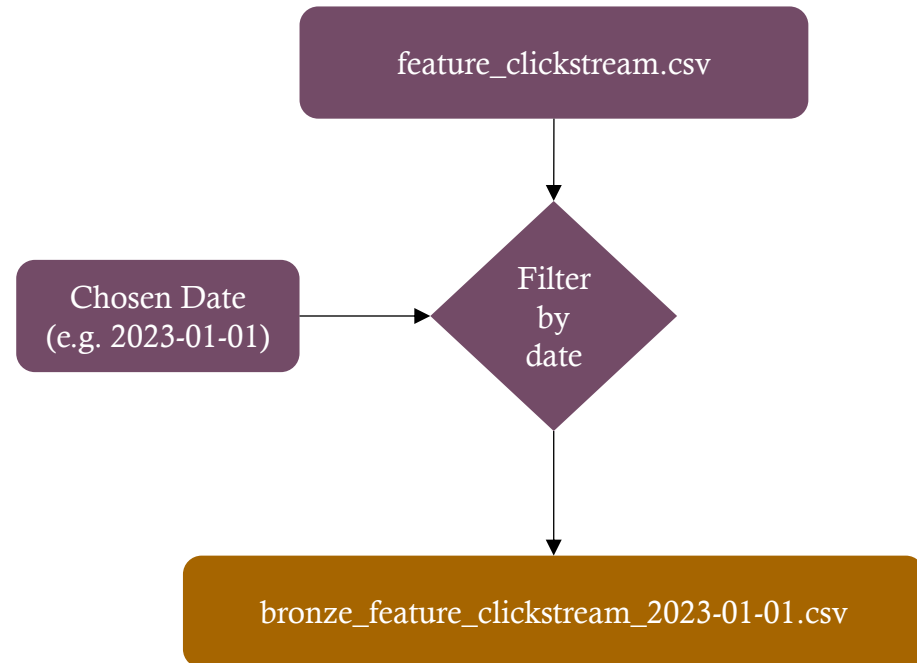 feature_clickstream.csv
Chosen Date
(e.g. 2023-01-01)
Filter
by
date
bronze_feature_clickstream_2023-01-01.csv